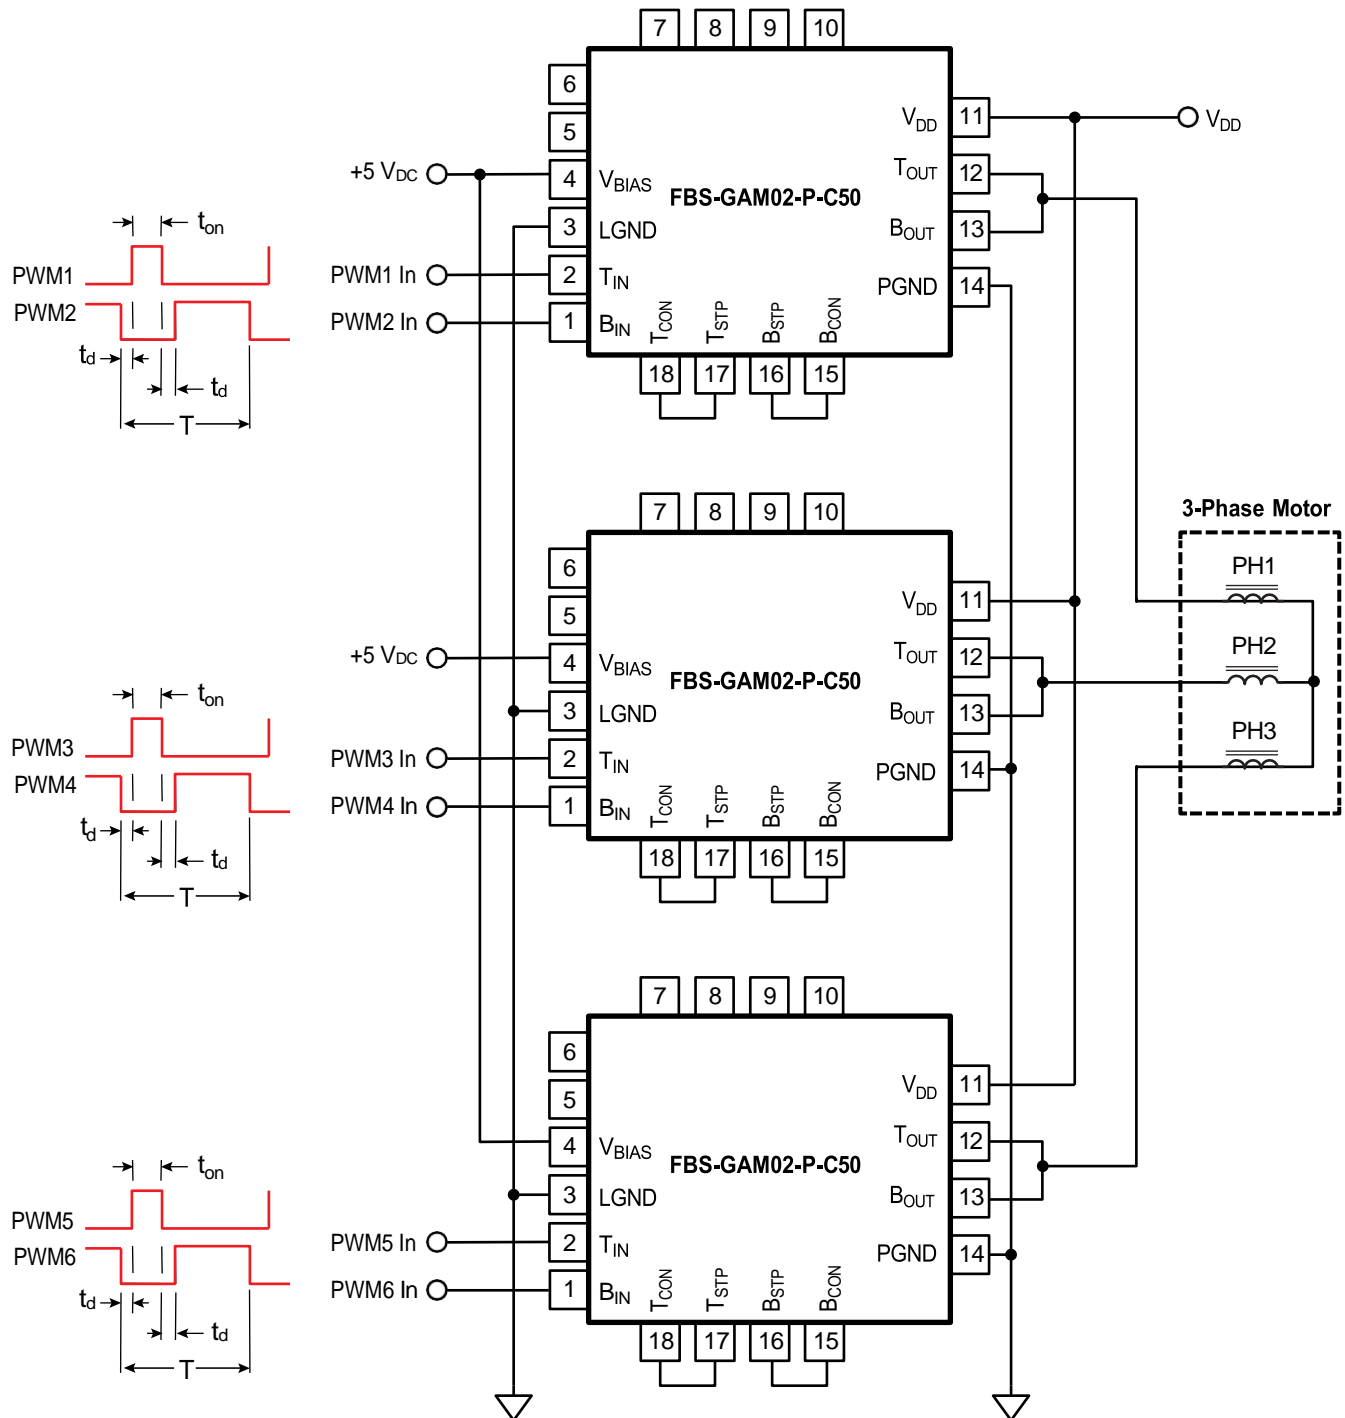 7 8 9 10
6
5
+5 VDC 4 VBIAS
3 LGND
PWM1 In 2 TIN
PWM2 In 1 BIN
FBS-GAM02-P-C50
VDD 11 VDD
TOUT 12
BOUT 13
PGND 14
TCON TSTP BSTP BCON
18 17 16 15
ton
PWM1
PWM2
td
td
T
7 8 9 10
6
5
+5 VDC 4 VBIAS
3 LGND
PWM3 In 2 TIN
PWM4 In 1 BIN
FBS-GAM02-P-C50
VDD 11
TOUT 12
BOUT 13
PGND 14
TCON TSTP BSTP BCON
18 17 16 15
ton
PWM3
PWM4
td
td
T
3-Phase Motor
PH1
PH2
PH3
7 8 9 10
6
5
4 VBIAS
3 LGND
PWM5 In 2 TIN
PWM6 In 1 BIN
FBS-GAM02-P-C50
VDD 11
TOUT 12
BOUT 13
PGND 14
TCON TSTP BSTP BCON
18 17 16 15
ton
PWM5
PWM6
td
td
T